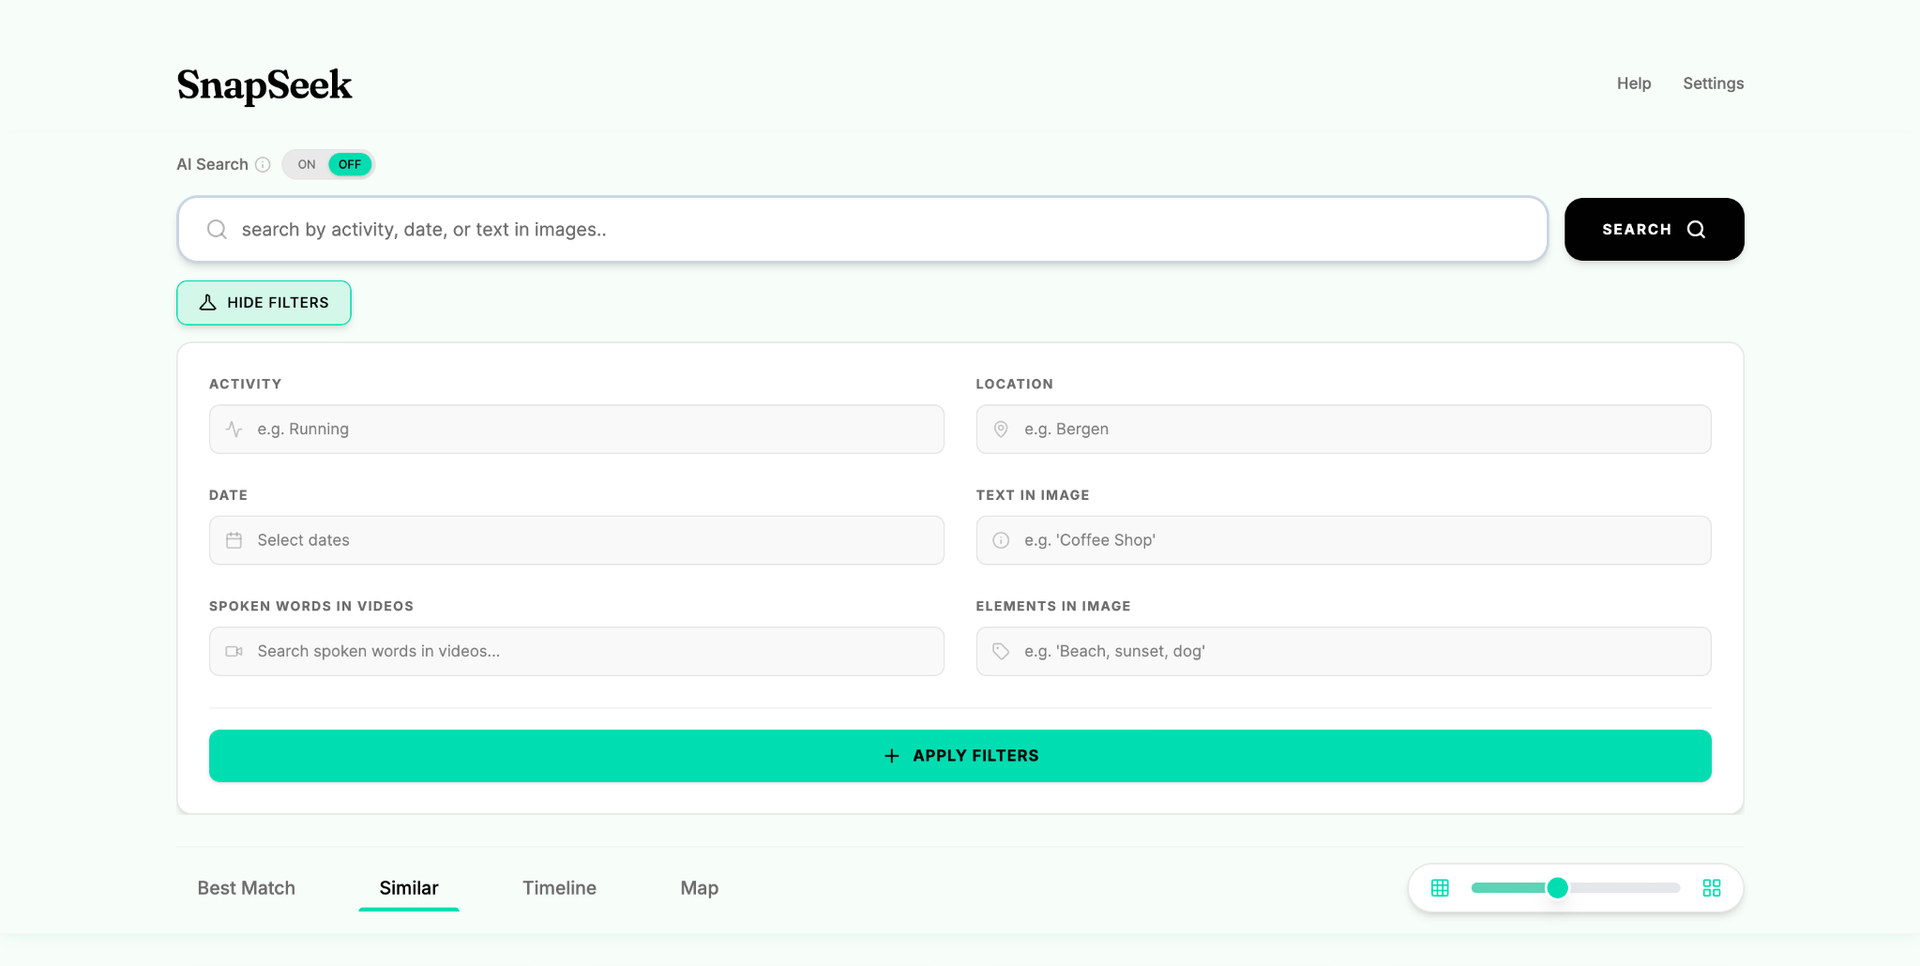 SnapSeek
Help Settings
AI Search ON OFF
search by activity, date, or text in images..
SEARCH
HIDE FILTERS
ACTIVITY
e.g. Running
LOCATION
e.g. Bergen
DATE
Select dates
TEXT IN IMAGE
e.g. 'Coffee Shop'
SPOKEN WORDS IN VIDEOS
Search spoken words in videos...
ELEMENTS IN IMAGE
e.g. 'Beach, sunset, dog'
APPLY FILTERS
Best Match Similar Timeline Map